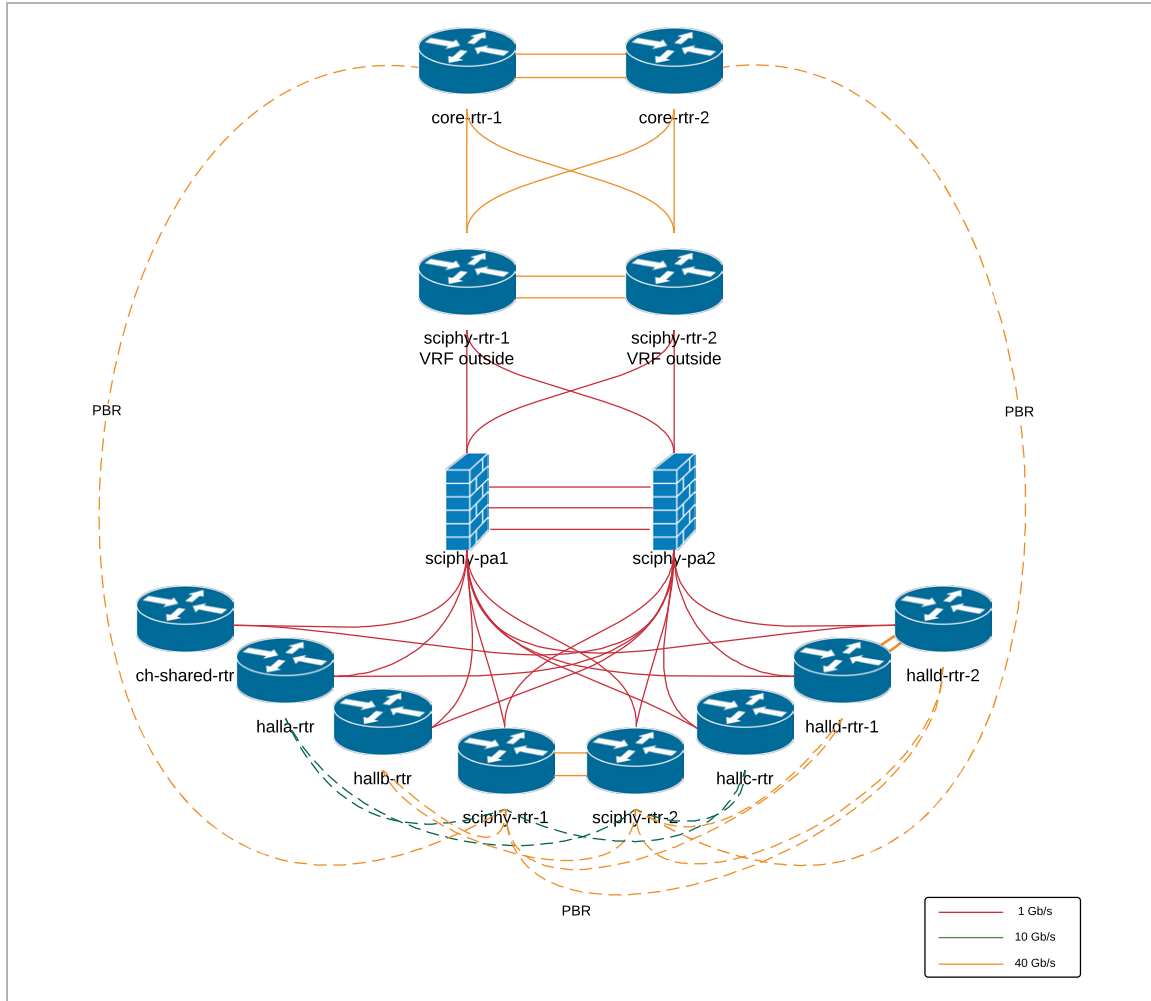 core-rtr-1
core-rtr-2
sciphy-rtr-1
VRF outside
sciphy-rtr-2
VRF outside
PBR
PBR
sciphy-pa1
sciphy-pa2
ch-shared-rtr
halld-rtr-2
halla-rtr
halld-rtr-1
hallb-rtr
hallc-rtr
sciphy-rtr-1
sciphy-rtr-2
PBR
1 Gb/s
10 Gb/s
40 Gb/s